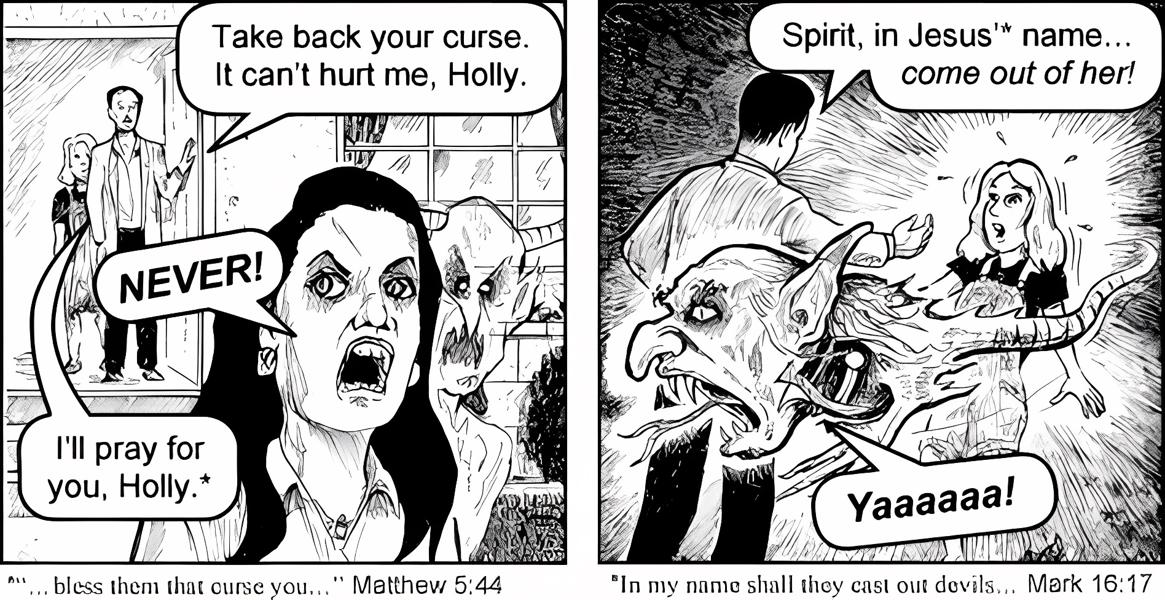 Take back your curse.
It can't hurt me, Holly.
NEVER!
I'll pray for
you, Holly.*
*"... bless them that curse you..." Matthew 5:44
Spirit, in Jesus'* name...
come out of her!
Yaaaaaa!
*"In my name shall they cast out devils... Mark 16:17